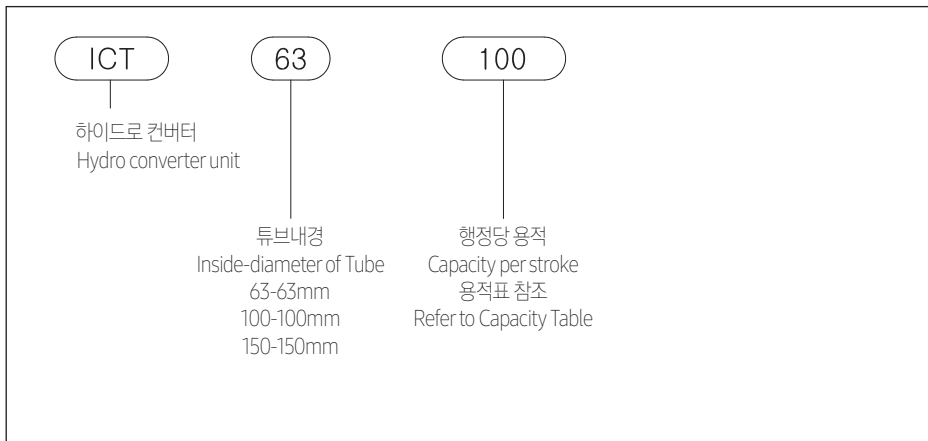 ICT 63 100
하이드로 컨버터
Hydro converter unit
튜브내경
Inside-diameter of Tube
63-63mm
100-100mm
150-150mm
행정당 용적
Capacity per stroke
용적표 참조
Refer to Capacity Table